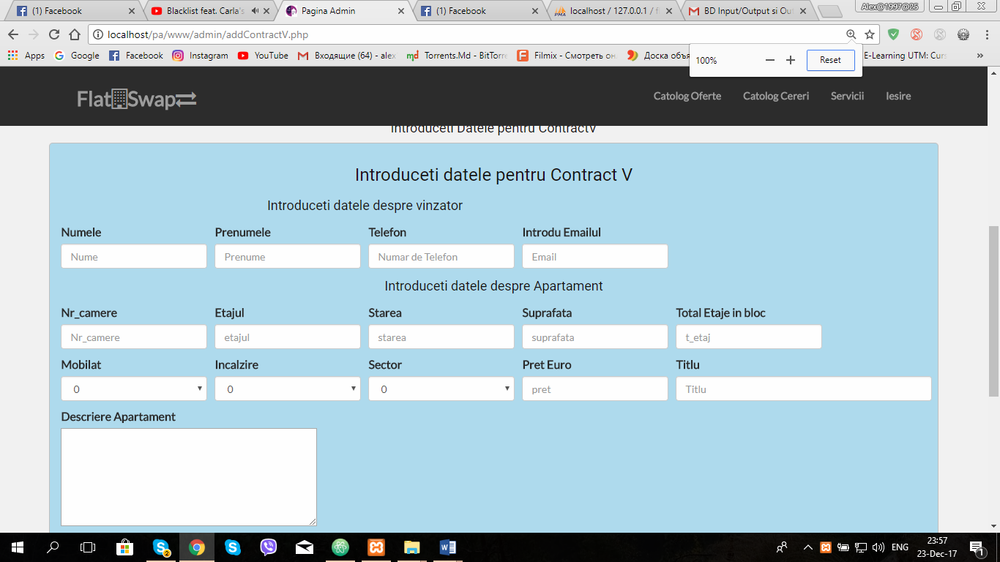 (1) Facebook
Blacklist feat. Carla's
Pagina Admin
(1) Facebook
localhost / 127.0.0.1 / f
BD Input/Output si Ou
Alex@1997@25
localhost/pa/www/admin/addContractV.php
Apps
Google
Facebook
Instagram
YouTube
Входящие (64) - alex
Torrents.Md - BitTorre
Filmix - Смотреть он
Доска объя
E-Learning UTM: Curs
»
100%
Reset
FlatSwap
Catolog Oferte
Catolog Cereri
Servicii
Iesire
Introduceti Datele pentru ContractV
Introduceti datele pentru Contract V
Introduceti datele despre vinzator
Numele Prenumele Telefon Introdu Emailul
Nume Prenume Numar de Telefon Email
Introduceti datele despre Apartament
Nr_camere Etajul Starea Suprafata Total Etaje in bloc
Nr_camere etajul starea suprafata t_etaj
Mobilat Incalzire Sector Pret Euro Titlu
0 0 0 pret Titlu
Descriere Apartament
2
ENG
23:57
23-Dec-17
1